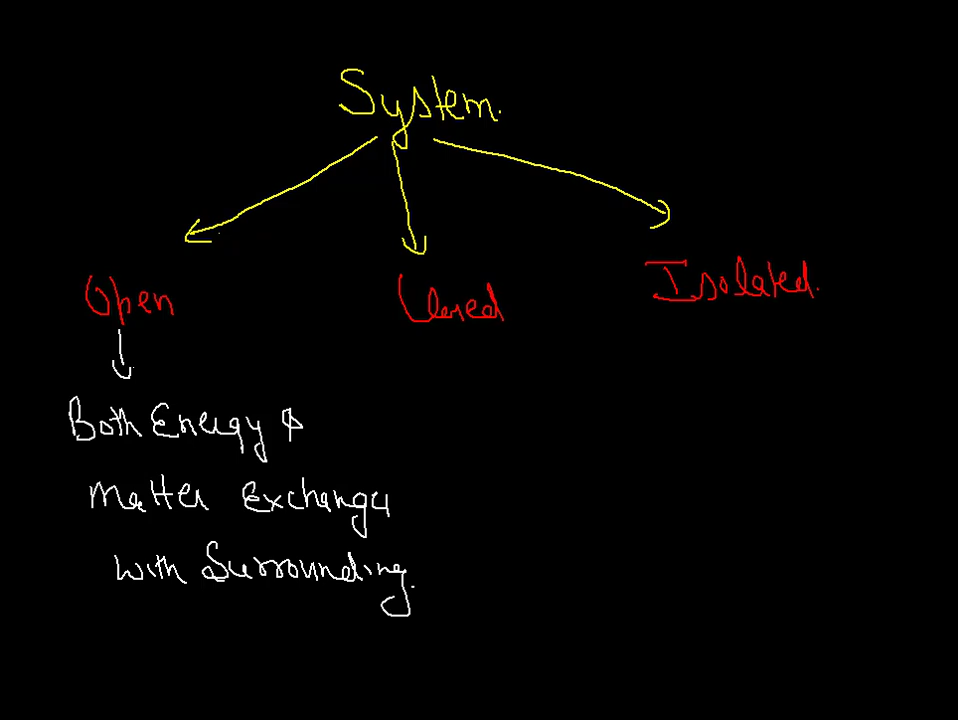 System.
Open
Closed
Isolated.
Both Energy &
Matter Exchange
with Surrounding.